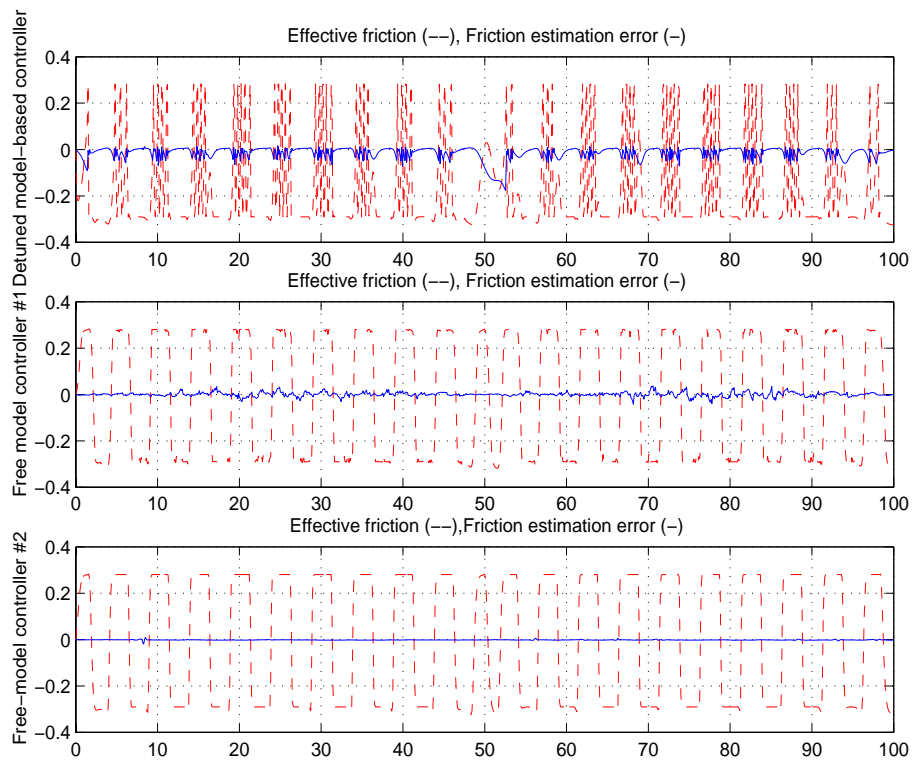 Effective friction (−−), Friction estimation error (−)
Detuned model−based controller
0.4
0.2
0
−0.2
−0.4
0 10 20 30 40 50 60 70 80 90 100
Effective friction (−−), Friction estimation error (−)
Free model controller #1
0.4
0.2
0
−0.2
−0.4
0 10 20 30 40 50 60 70 80 90 100
Effective friction (−−),Friction estimation error (−)
Free−model controller #2
0.4
0.2
0
−0.2
−0.4
0 10 20 30 40 50 60 70 80 90 100